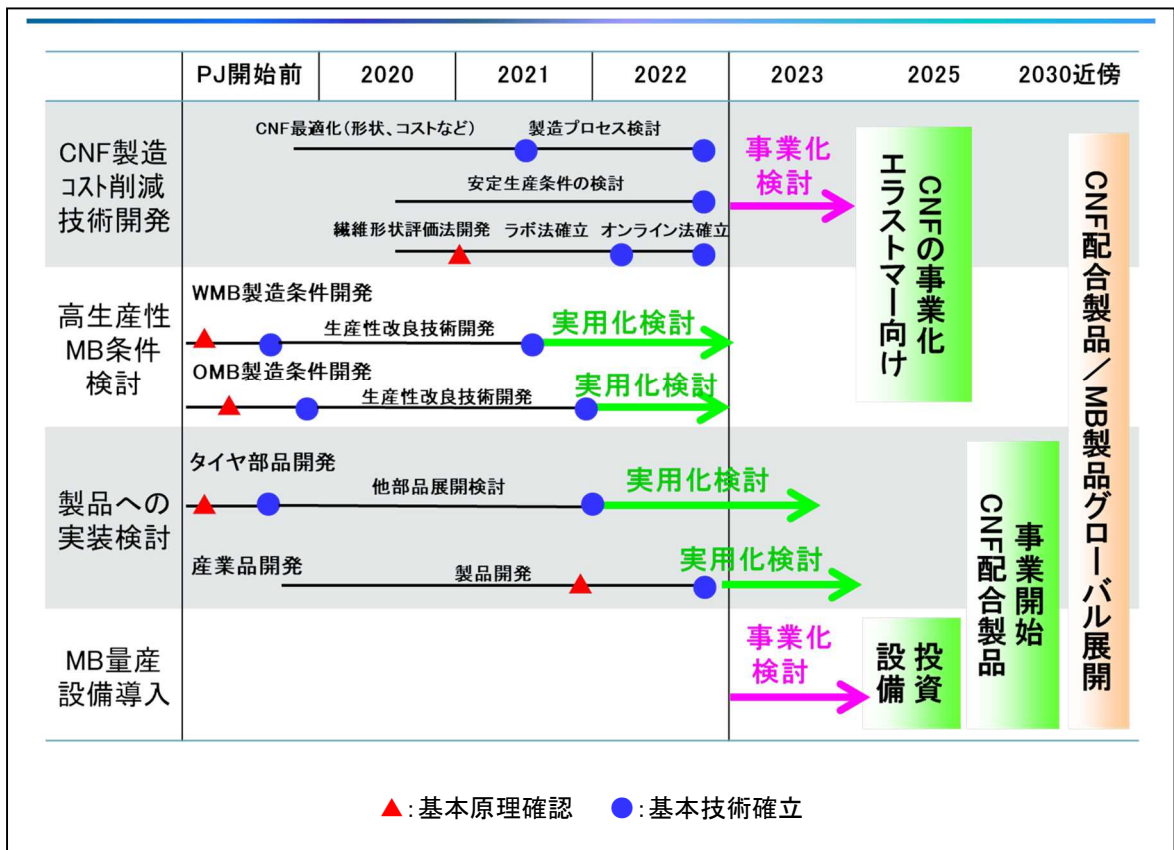 PJ開始前 2020 2021 2022 2023 2025 2030近傍
CNF製造
コスト削減
技術開発
CNF最適化(形状、コストなど) 製造プロセス検討
安定生産条件の検討
繊維形状評価法開発 ラボ法確立 オンライン法確立
事業化
検討
高生産性
MB条件
検討
WMB製造条件開発
生産性改良技術開発
実用化検討
OMB製造条件開発
生産性改良技術開発
実用化検討
製品への
実装検討
タイヤ部品開発
他部品展開検討
実用化検討
産業品開発
製品開発
実用化検討
MB量産
設備導入
事業化
検討
エラストマー向け
CNFの事業化
設備
投資
CNF配合製品
事業開始
CNF配合製品/MB製品グローバル展開
▲:基本原理確認 ●:基本技術確立